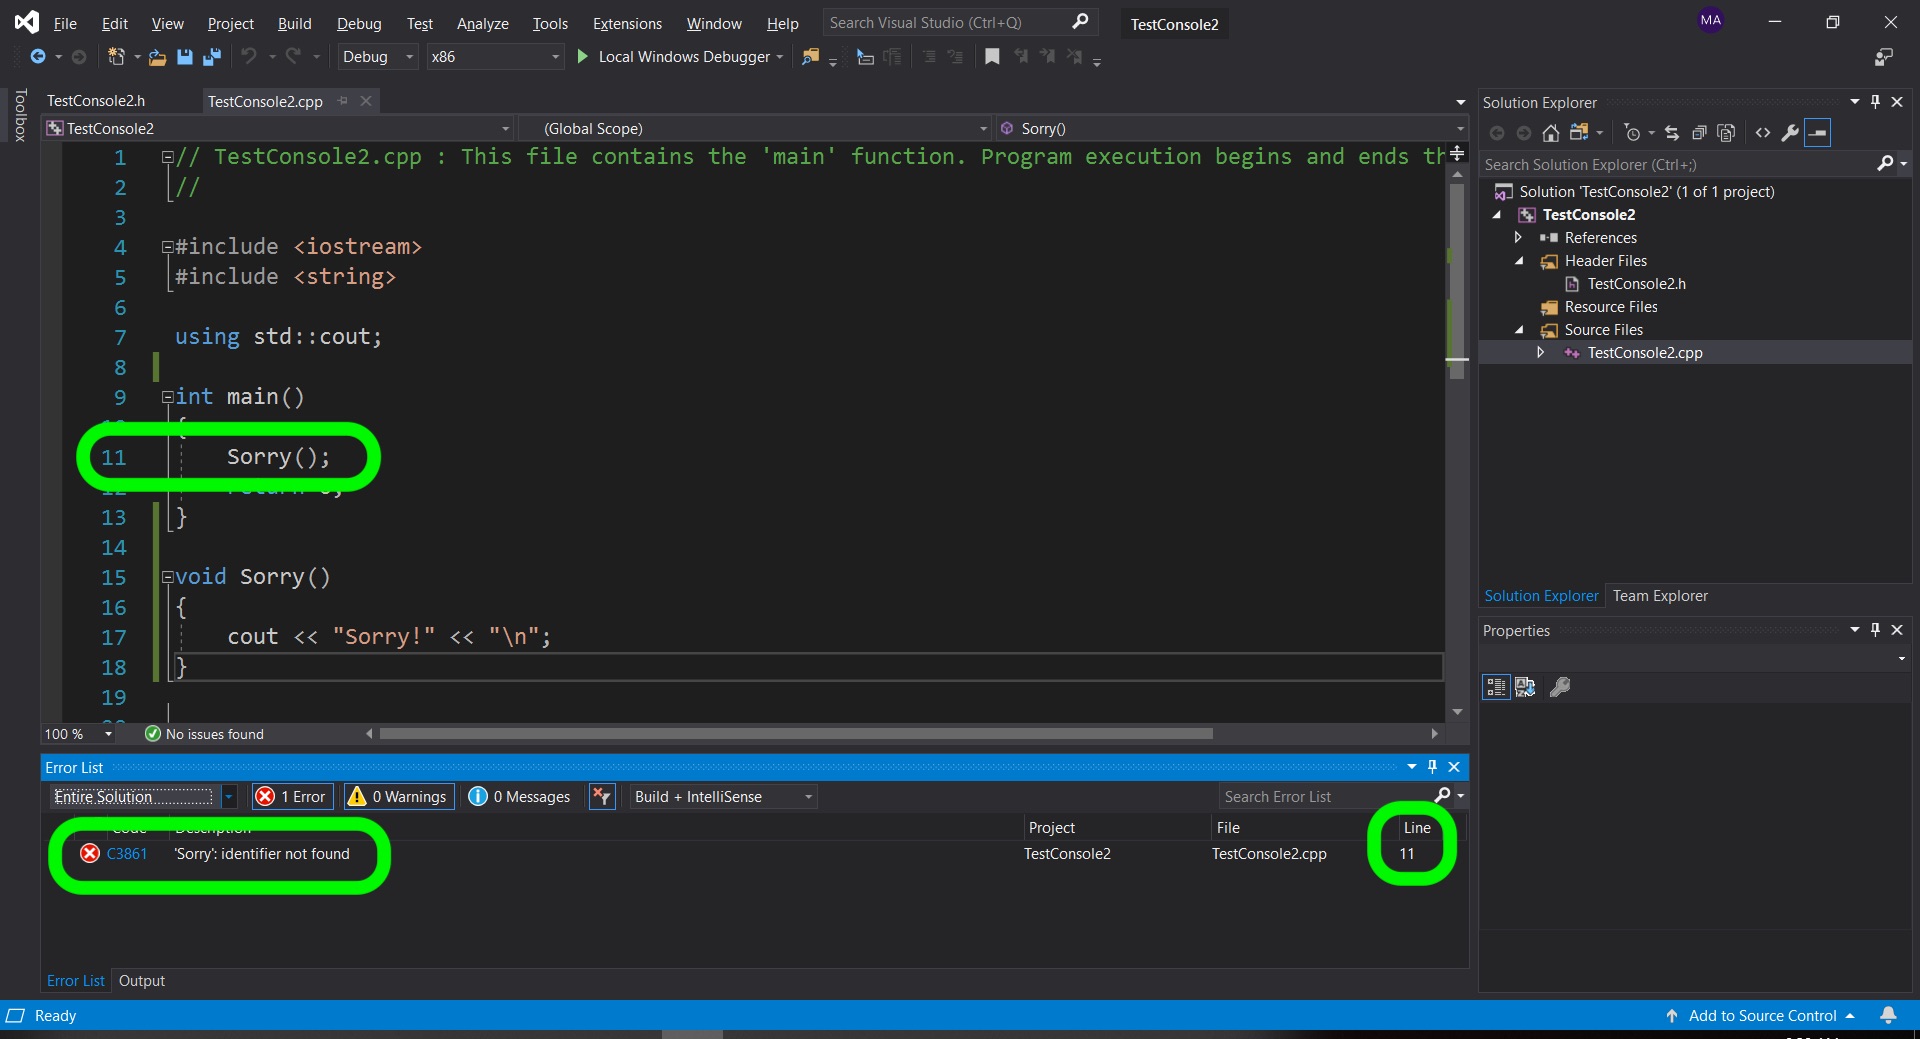 File Edit View Project Build Debug Test Analyze Tools Extensions Window Help Search Visual Studio (Ctrl+Q) TestConsole2 MA
Debug x86 Local Windows Debugger
Toolbox
TestConsole2.h TestConsole2.cpp
TestConsole2 (Global Scope) Sorry()
1 // TestConsole2.cpp : This file contains the 'main' function. Program execution begins and ends th
2 //
3
4 #include <iostream>
5 #include <string>
6
7 using std::cout;
8
9 int main()
{
11 Sorry();
12 return 0;
13 }
14
15 void Sorry()
16 {
17 cout << "Sorry!" << "\n";
18 }
19
100 % No issues found
Error List
Entire Solution 1 Error 0 Warnings 0 Messages Build + IntelliSense Search Error List
Code Description Project File Line
C3861 'Sorry': identifier not found TestConsole2 TestConsole2.cpp 11
Error List Output
Ready Add to Source Control
Solution Explorer
Search Solution Explorer (Ctrl+;)
Solution 'TestConsole2' (1 of 1 project)
TestConsole2
References
Header Files
TestConsole2.h
Resource Files
Source Files
TestConsole2.cpp
Solution Explorer Team Explorer
Properties